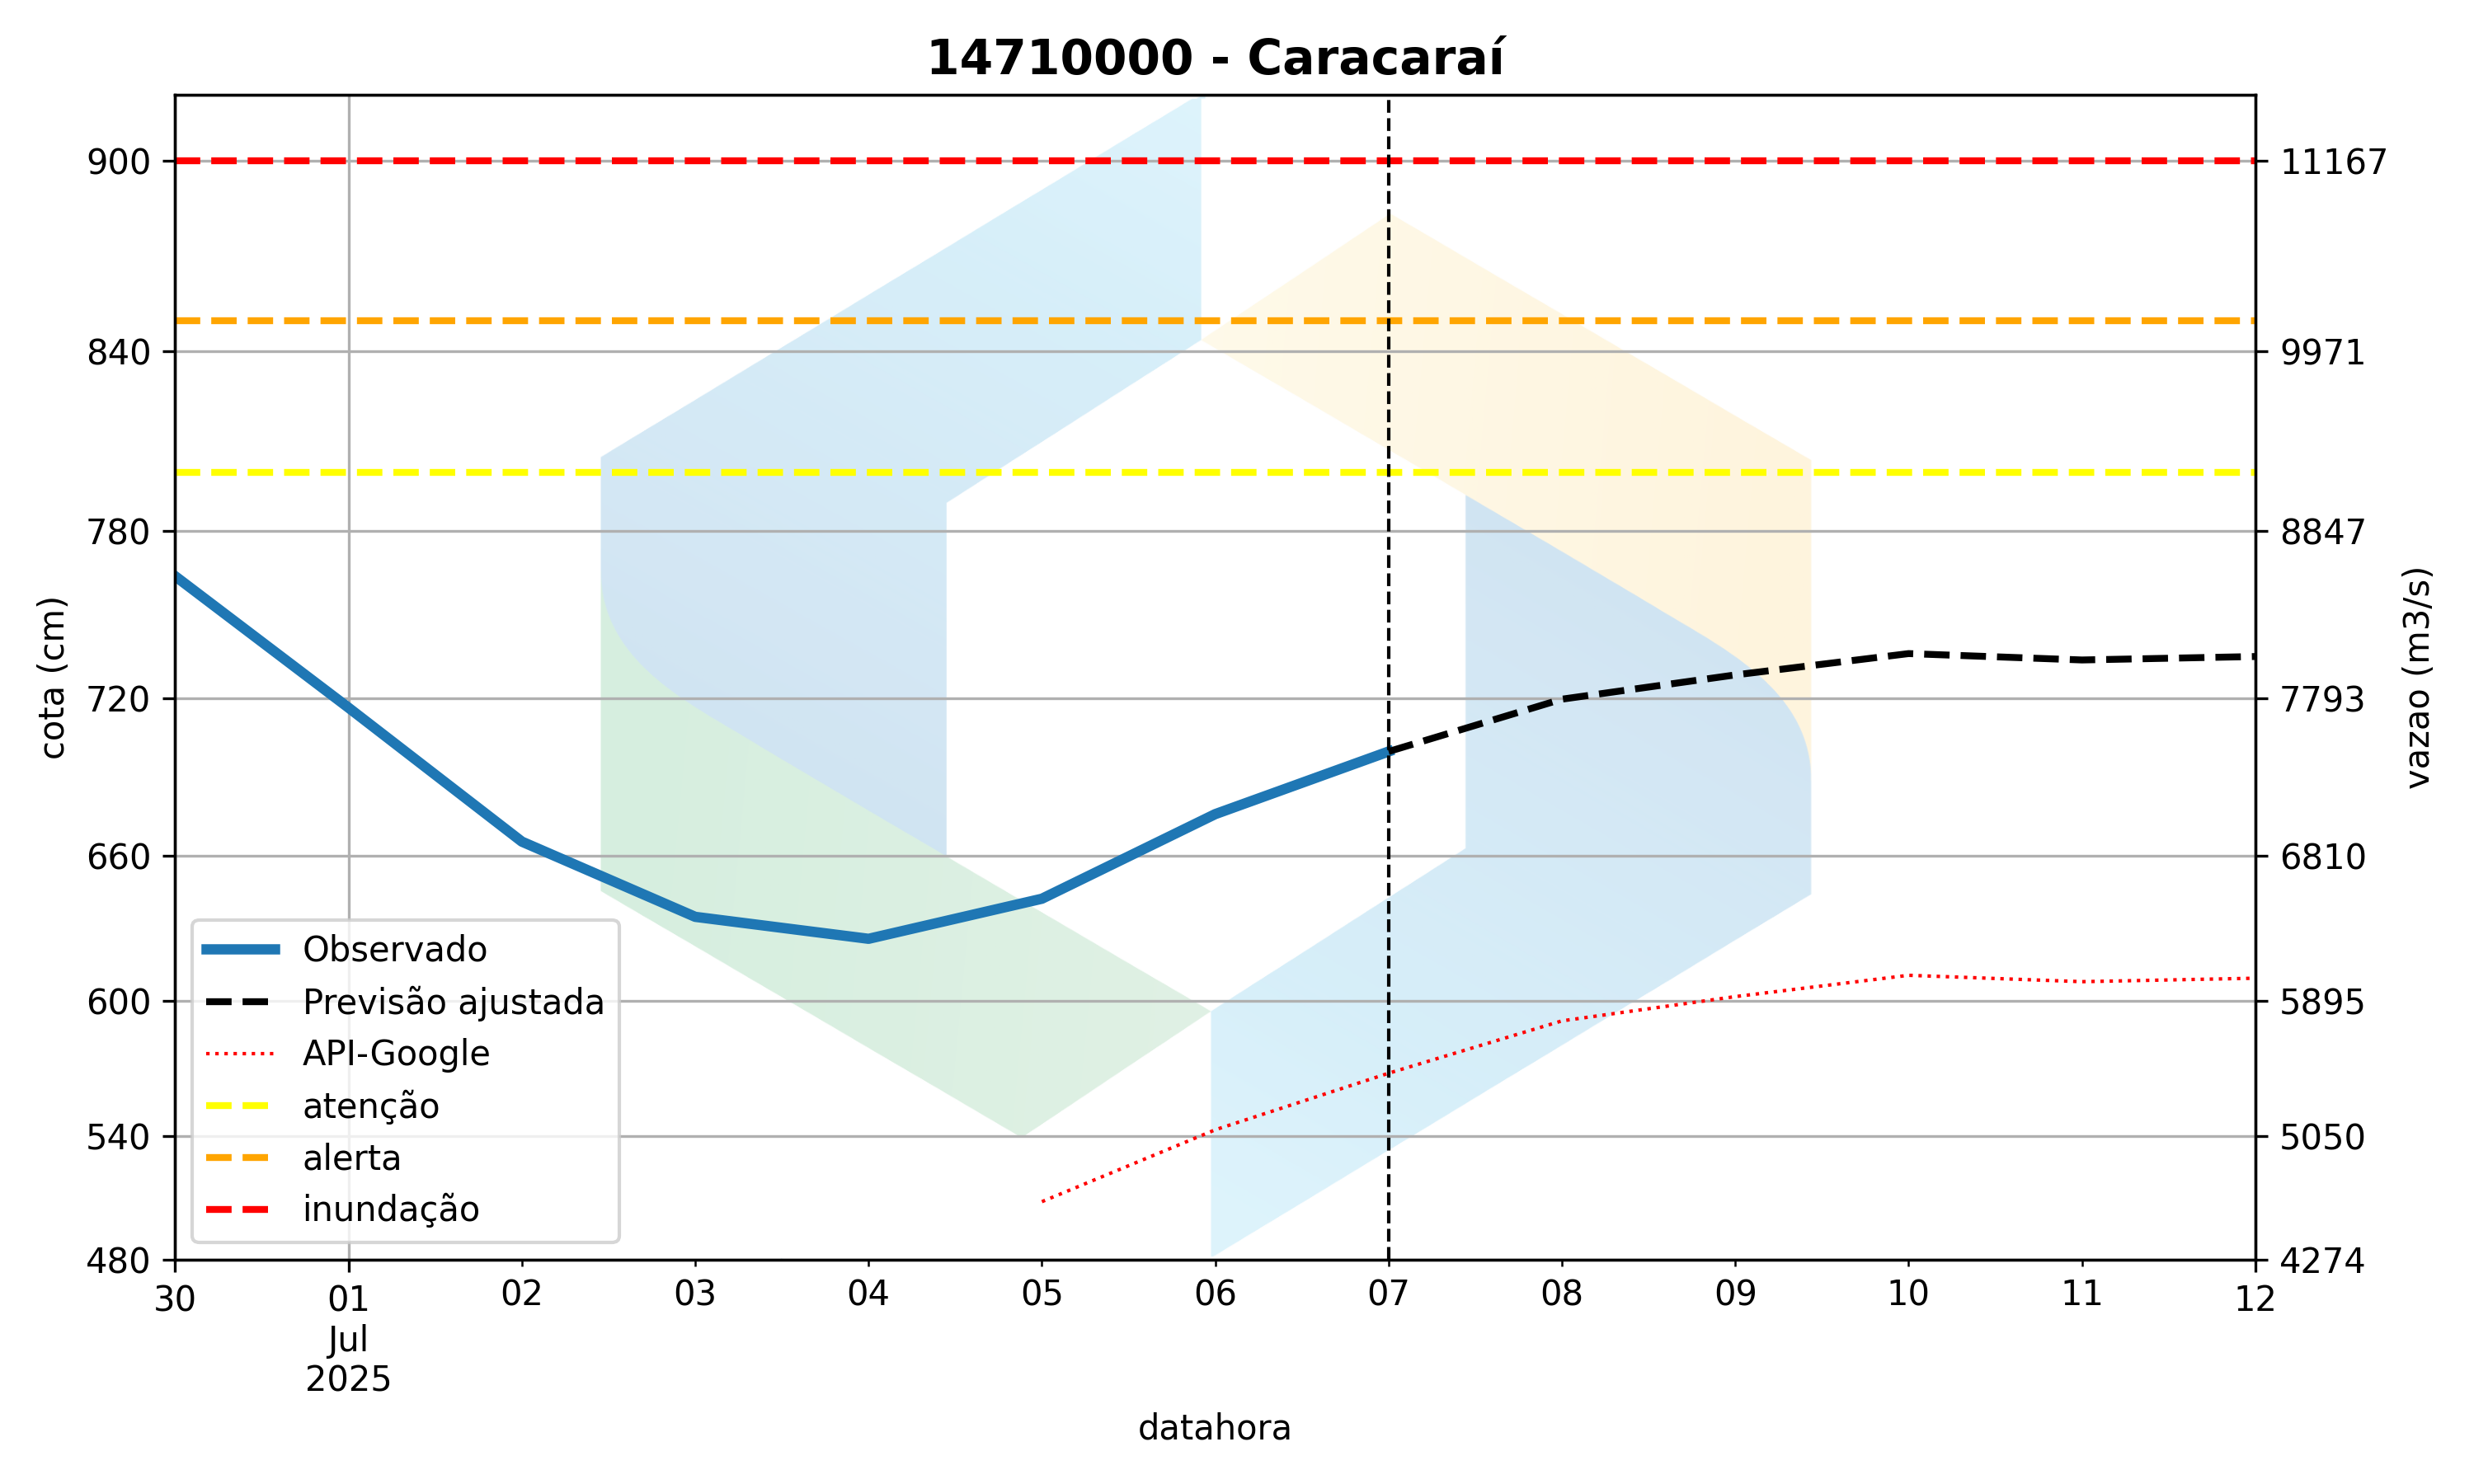 14710000 - Caracaraí
900
840
780
720
660
600
540
480
cota (cm)
11167
9971
8847
7793
6810
5895
5050
4274
vazao (m3/s)
Observado
Previsão ajustada
API-Google
atenção
alerta
inundação
30 01 02 03 04 05 06 07 08 09 10 11 12
Jul
2025
datahora